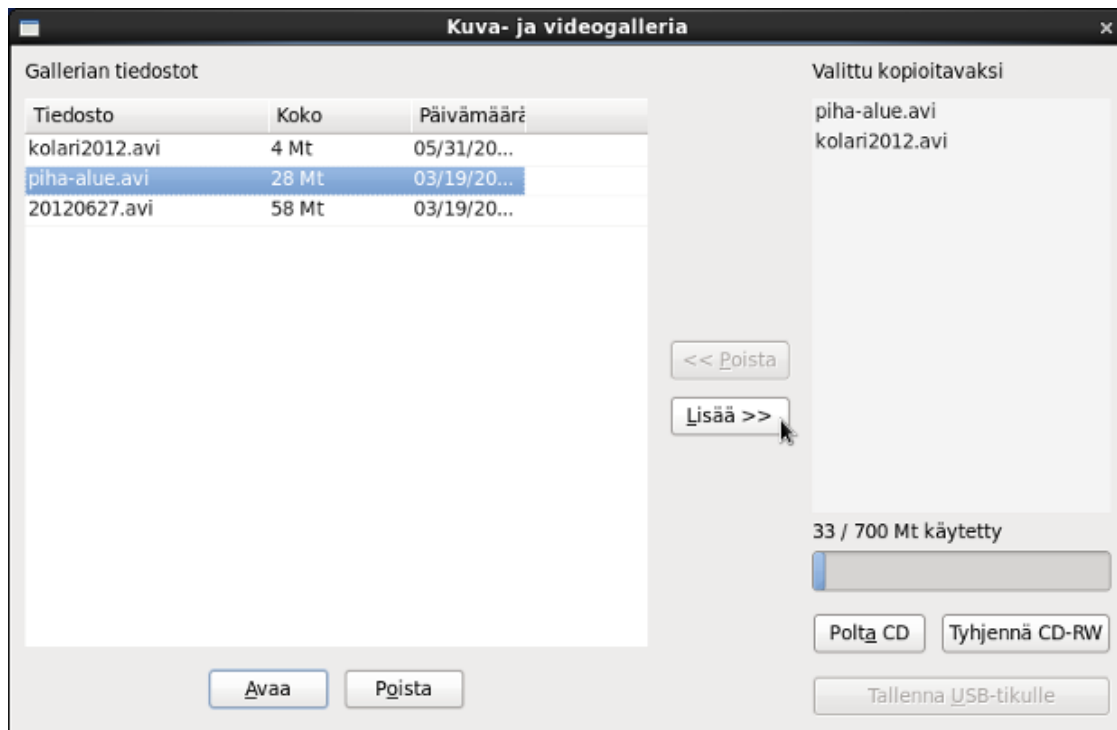 Kuva- ja videogalleria
Gallerian tiedostot
Tiedosto Koko Päivämäärä
kolari2012.avi 4 Mt 05/31/20...
piha-alue.avi 28 Mt 03/19/20...
20120627.avi 58 Mt 03/19/20...
Avaa Poista
<< Poista
Lisää >>
Valittu kopioitavaksi
piha-alue.avi
kolari2012.avi
33 / 700 Mt käytetty
Polta CD Tyhjennä CD-RW
Tallenna USB-tikulle